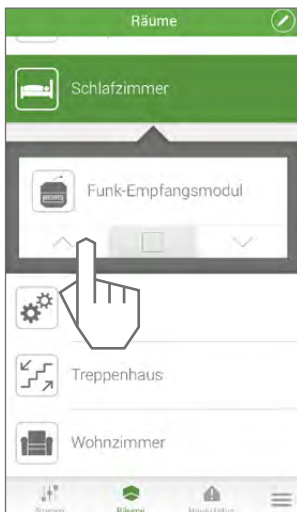 Räume
Schlafzimmer
Funk-Empfangsmodul
Treppenhaus
Wohnzimmer
Räume